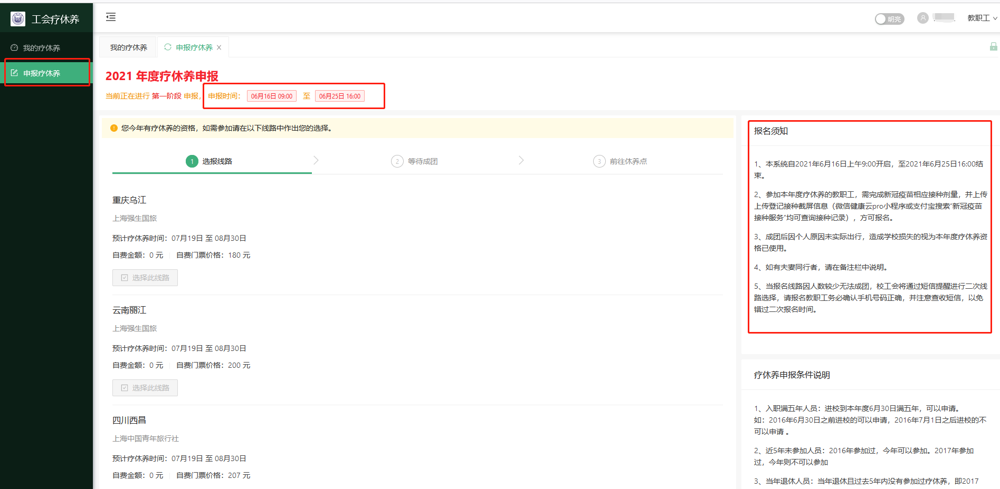 工会疗休养
明亮
教职工
我的疗休养
申报疗休养
我的疗休养
申报疗休养
2021 年度疗休养申报
当前正在进行 第一阶段 申报， 申报时间： 06月16日 09:00 至 06月25日 16:00
您今年有疗休养的资格，如需参加请在以下线路中作出您的选择。
1 选报线路
2 等待成团
3 前往休养点
重庆乌江
上海强生国旅
预计疗休养时间：07月19日 至 08月30日
自费金额：0 元 自费门票价格：180 元
选择此线路
云南丽江
上海强生国旅
预计疗休养时间：07月19日 至 08月30日
自费金额：0 元 自费门票价格：200 元
选择此线路
四川西昌
上海中国青年旅行社
预计疗休养时间：07月19日 至 08月30日
自费金额：0 元 自费门票价格：207 元
报名须知
1、本系统自2021年6月16日上午9:00开启，至2021年6月25日16:00结
束。
2、参加本年度疗休养的教职工，需完成新冠疫苗相应接种剂量，并上传
上传登记接种截屏信息（微信健康云pro小程序或支付宝搜索“新冠疫苗
接种服务”均可查询接种记录），方可报名。
3、成团后因个人原因未实际出行，造成学校损失的视为本年度疗休养资
格已使用。
4、如有夫妻同行者，请在备注栏中说明。
5、当报名线路因人数较少无法成团，校工会将通过短信提醒进行二次线
路选择，请报名教职工务必确认手机号码正确，并注意查收短信，以免
错过二次报名时间。
疗休养申报条件说明
1、入职满五年人员：进校到本年度6月30日满五年，可以申请。
如：2016年6月30日之前进校的可以申请，2016年7月1日之后进校的不
可以申请 。
2、近5年未参加人员：2016年参加过，今年可以参加。2017年参加
过，今年则不可以参加
3、当年退休人员：当年退休且过去5年内没有参加过疗休养，即2017